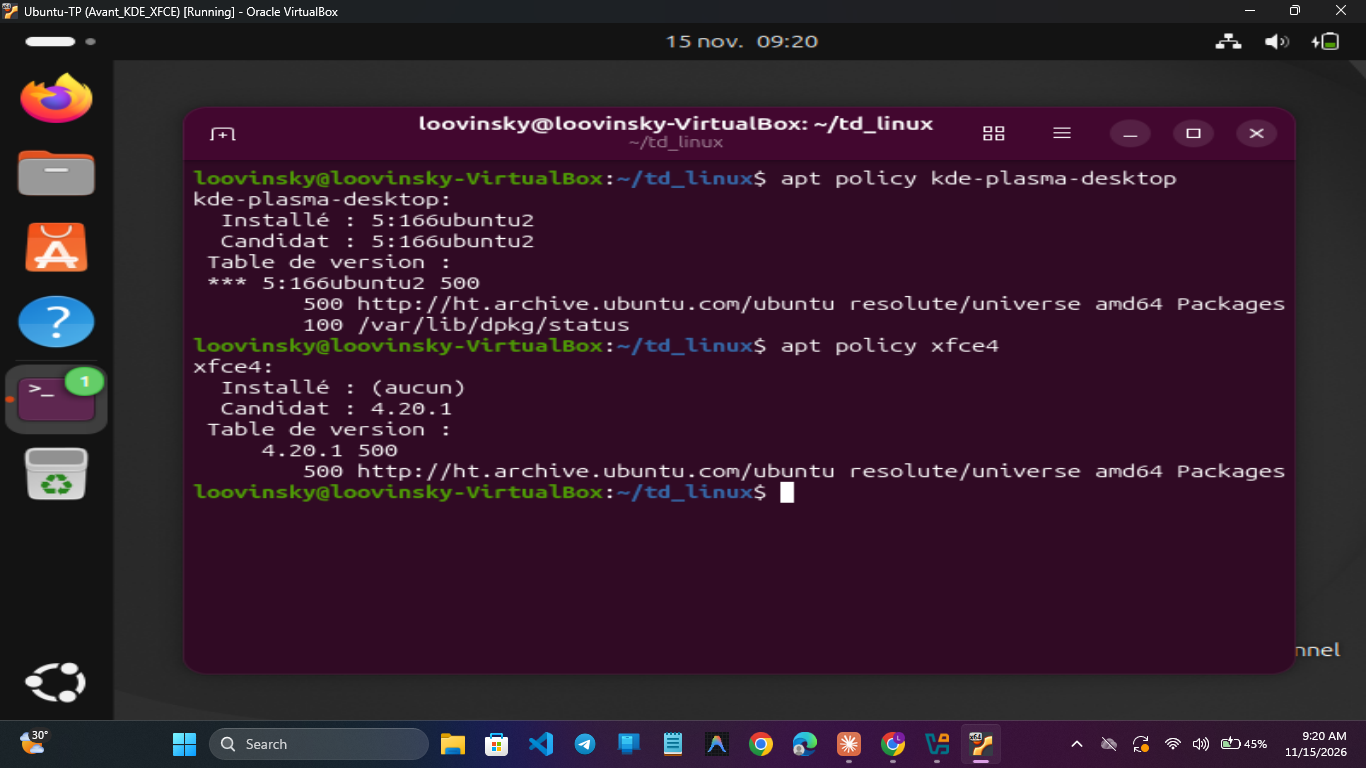 Ubuntu-TP (Avant_KDE_XFCE) [Running] - Oracle VirtualBox
15 nov. 09:20
loovinsky@loovinsky-VirtualBox: ~/td_linux
~/td_linux
loovinsky@loovinsky-VirtualBox:~/td_linux$ apt policy kde-plasma-desktop
kde-plasma-desktop:
  Installé : 5:166ubuntu2
  Candidat : 5:166ubuntu2
 Table de version :
 *** 5:166ubuntu2 500
        500 http://ht.archive.ubuntu.com/ubuntu resolute/universe amd64 Packages
        100 /var/lib/dpkg/status
loovinsky@loovinsky-VirtualBox:~/td_linux$ apt policy xfce4
xfce4:
  Installé : (aucun)
  Candidat : 4.20.1
 Table de version :
     4.20.1 500
        500 http://ht.archive.ubuntu.com/ubuntu resolute/universe amd64 Packages
loovinsky@loovinsky-VirtualBox:~/td_linux$
1
nnel
30°
Search
45%
9:20 AM
11/15/2026